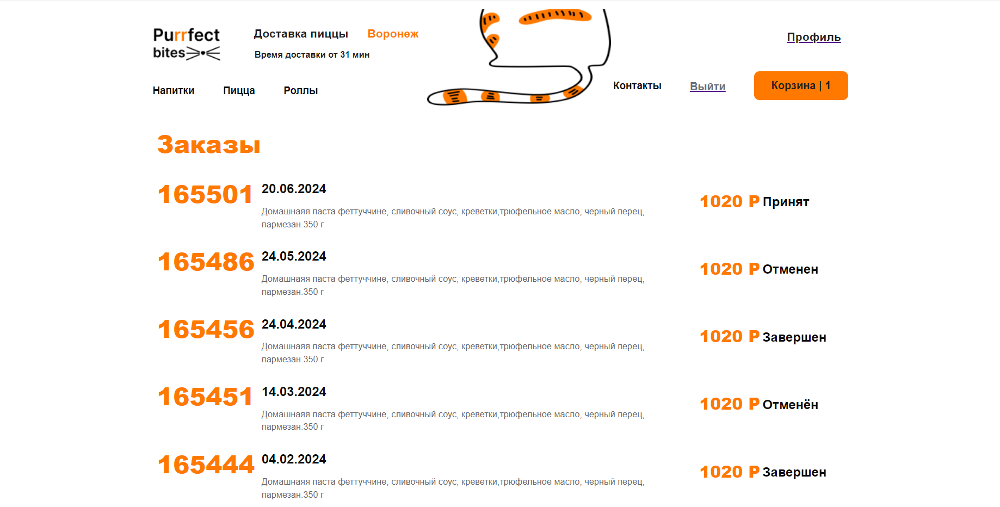 Purrfect
bites
Доставка пиццы Воронеж
Время доставки от 31 мин
Профиль
Напитки Пицца Роллы
Контакты Выйти Корзина | 1
Заказы
165501 20.06.2024
Домашнаяя паста феттуччине, сливочный соус, креветки,трюфельное масло, черный перец,
пармезан.350 г
1020 Р Принят
165486 24.05.2024
Домашнаяя паста феттуччине, сливочный соус, креветки,трюфельное масло, черный перец,
пармезан.350 г
1020 Р Отменен
165456 24.04.2024
Домашнаяя паста феттуччине, сливочный соус, креветки,трюфельное масло, черный перец,
пармезан.350 г
1020 Р Завершен
165451 14.03.2024
Домашнаяя паста феттуччине, сливочный соус, креветки,трюфельное масло, черный перец,
пармезан.350 г
1020 Р Отменён
165444 04.02.2024
Домашнаяя паста феттуччине, сливочный соус, креветки,трюфельное масло, черный перец,
пармезан.350 г
1020 Р Завершен